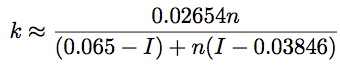 k ≈ 0.02654n / (0.065 − I) + n(I − 0.03846)